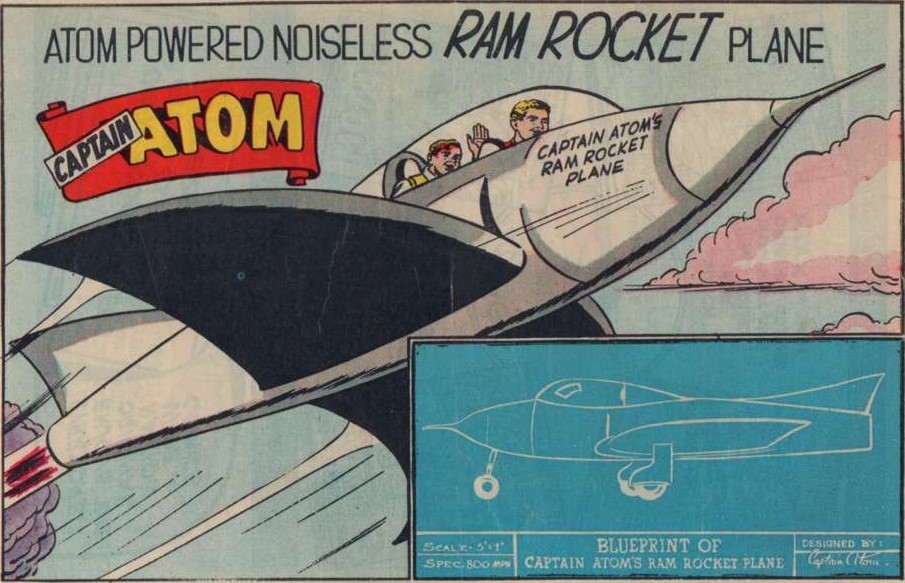 ATOM POWERED NOISELESS RAM ROCKET PLANE
CAPTAIN ATOM
CAPTAIN ATOM'S
RAM ROCKET
PLANE
SCALE - 5'=1"
SPEC. 800 MPH
BLUEPRINT OF
CAPTAIN ATOM'S RAM ROCKET PLANE
DESIGNED BY:
Captain Atom